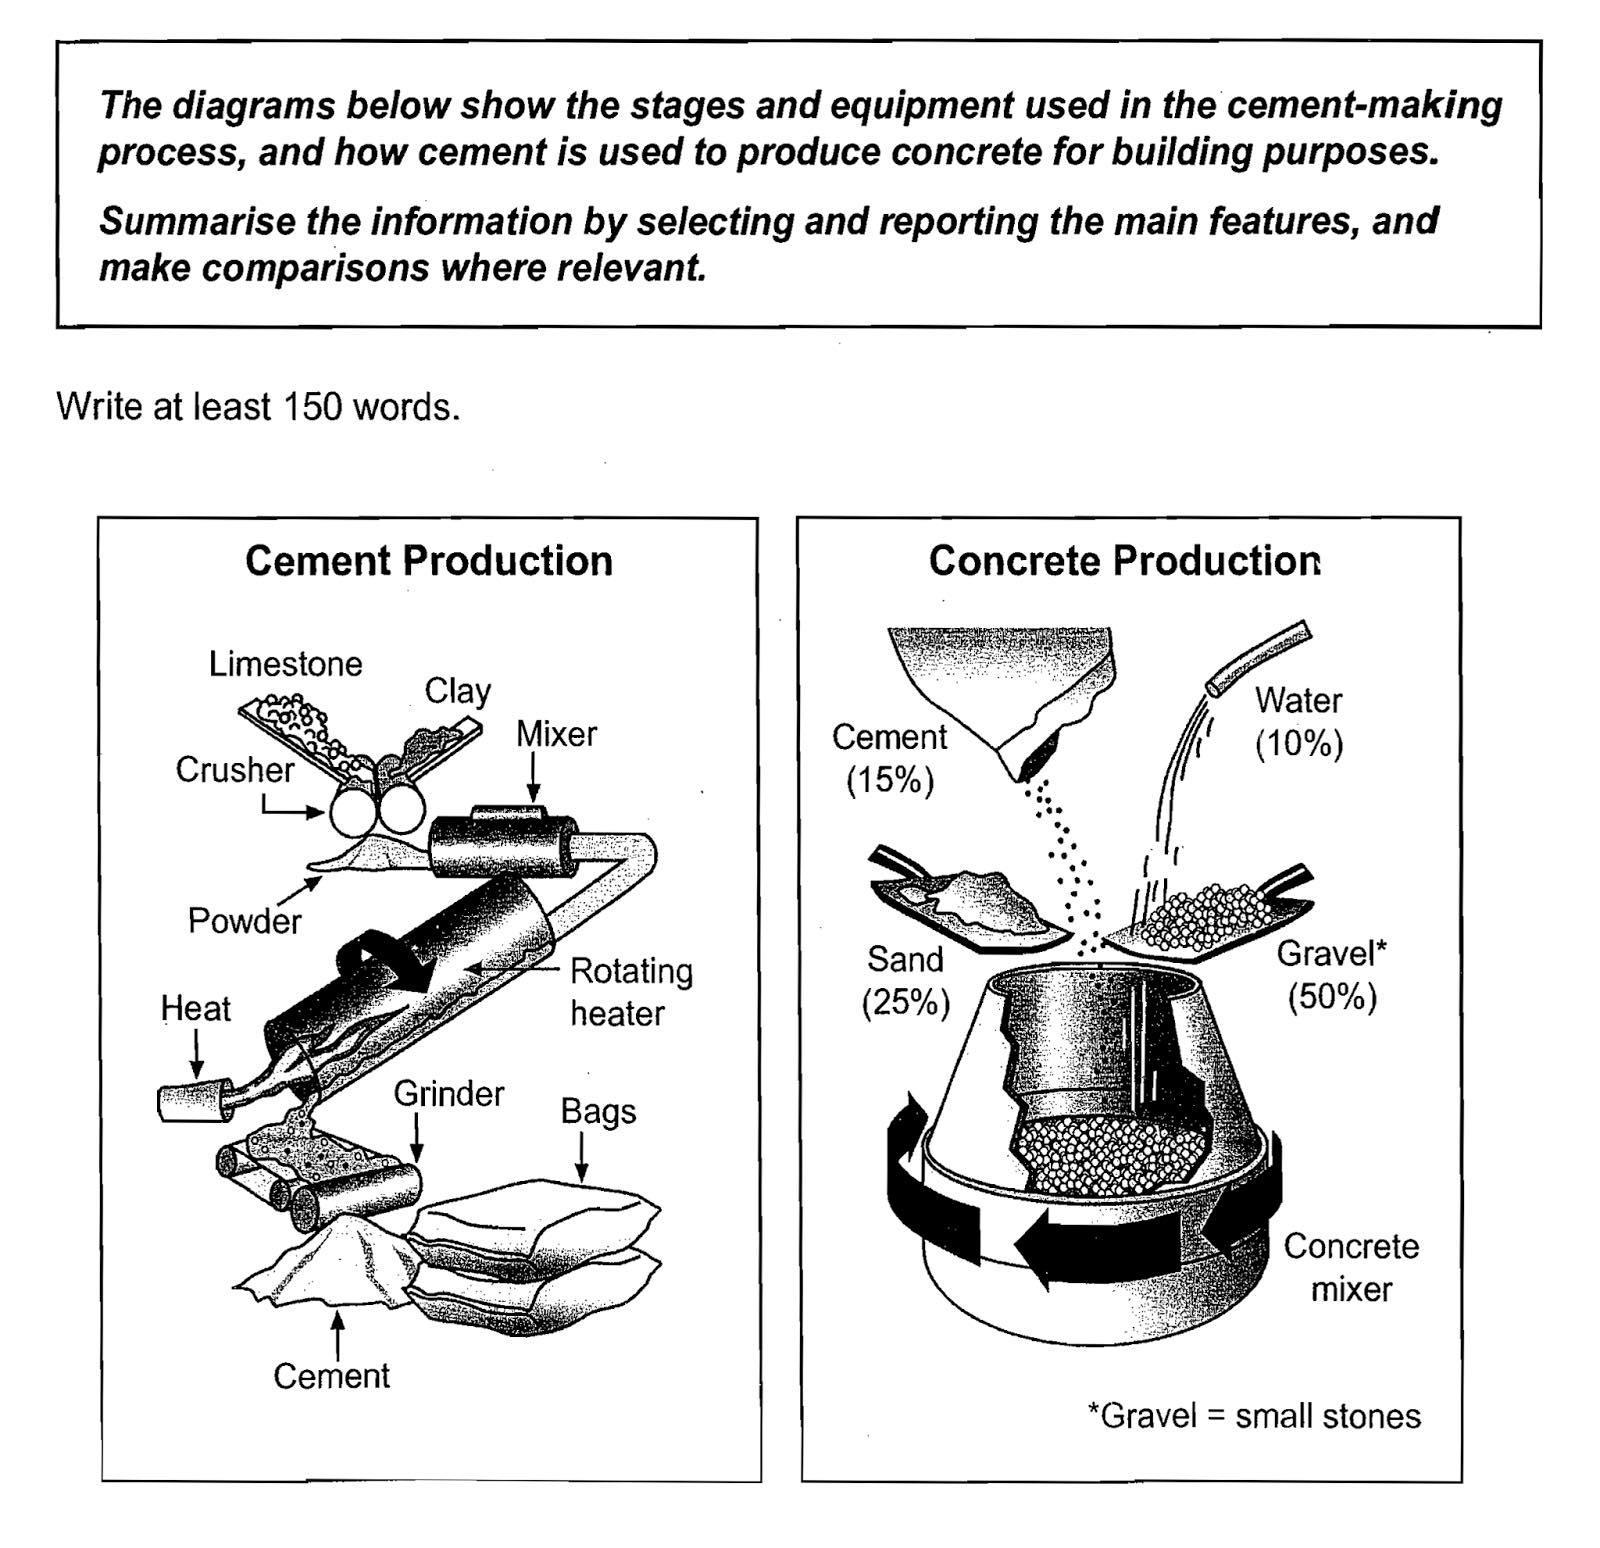 The diagrams below show the stages and equipment used in the cement-making
process, and how cement is used to produce concrete for building purposes.
Summarise the information by selecting and reporting the main features, and
make comparisons where relevant.
Write at least 150 words.
Cement Production
Limestone
Clay
Mixer
Crusher
Powder
Rotating
heater
Heat
Grinder
Bags
Cement
Concrete Production
Cement
(15%)
Water
(10%)
Sand
(25%)
Gravel*
(50%)
Concrete
mixer
*Gravel = small stones